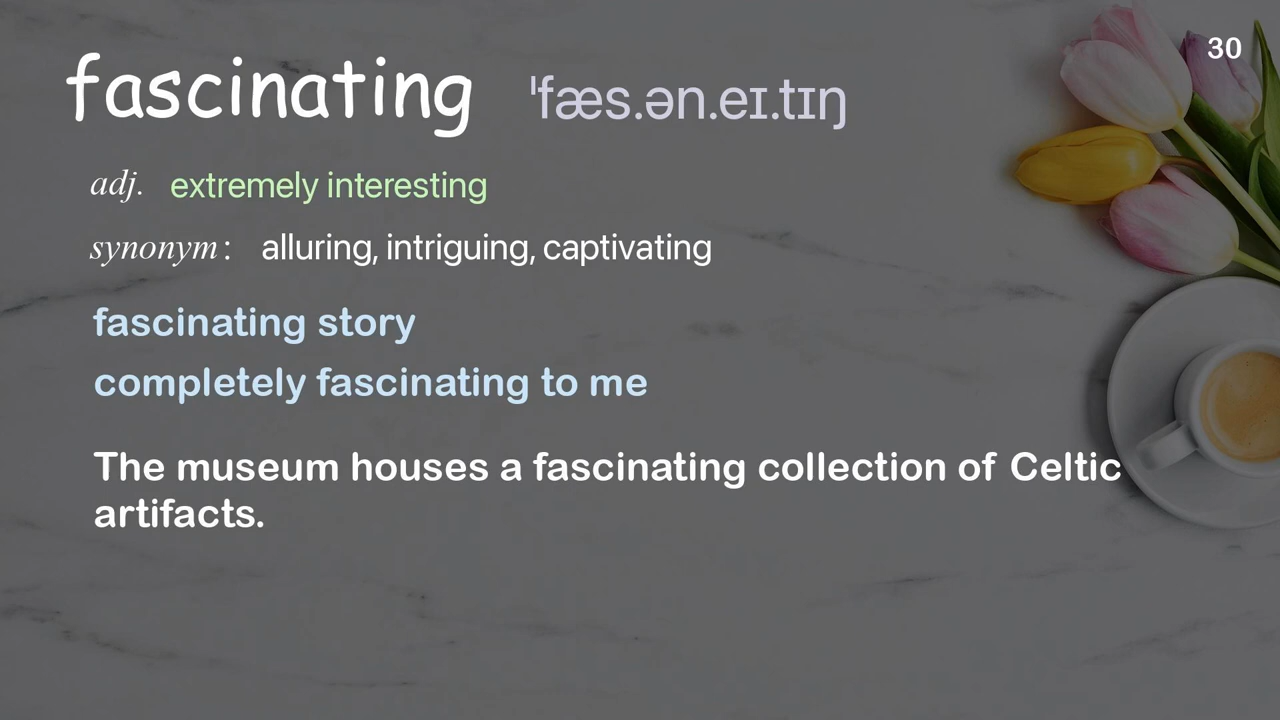 30
fascinating ˈfæs.ən.eɪ.tɪŋ
adj. extremely interesting
synonym: alluring, intriguing, captivating
fascinating story
completely fascinating to me
The museum houses a fascinating collection of Celtic
artifacts.